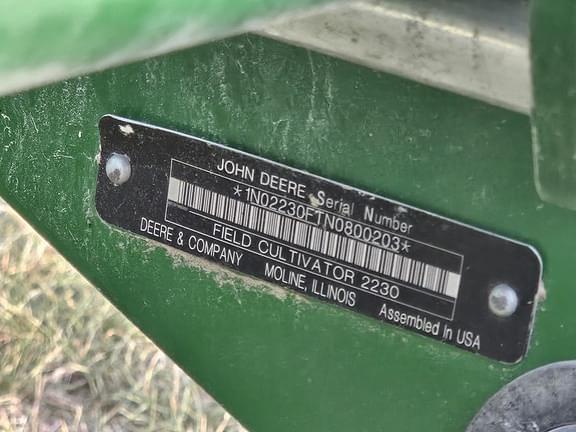 JOHN DEERE Serial Number
*1N02230FTN0800203*
FIELD CULTIVATOR 2230
DEERE & COMPANY MOLINE, ILLINOIS Assembled in USA